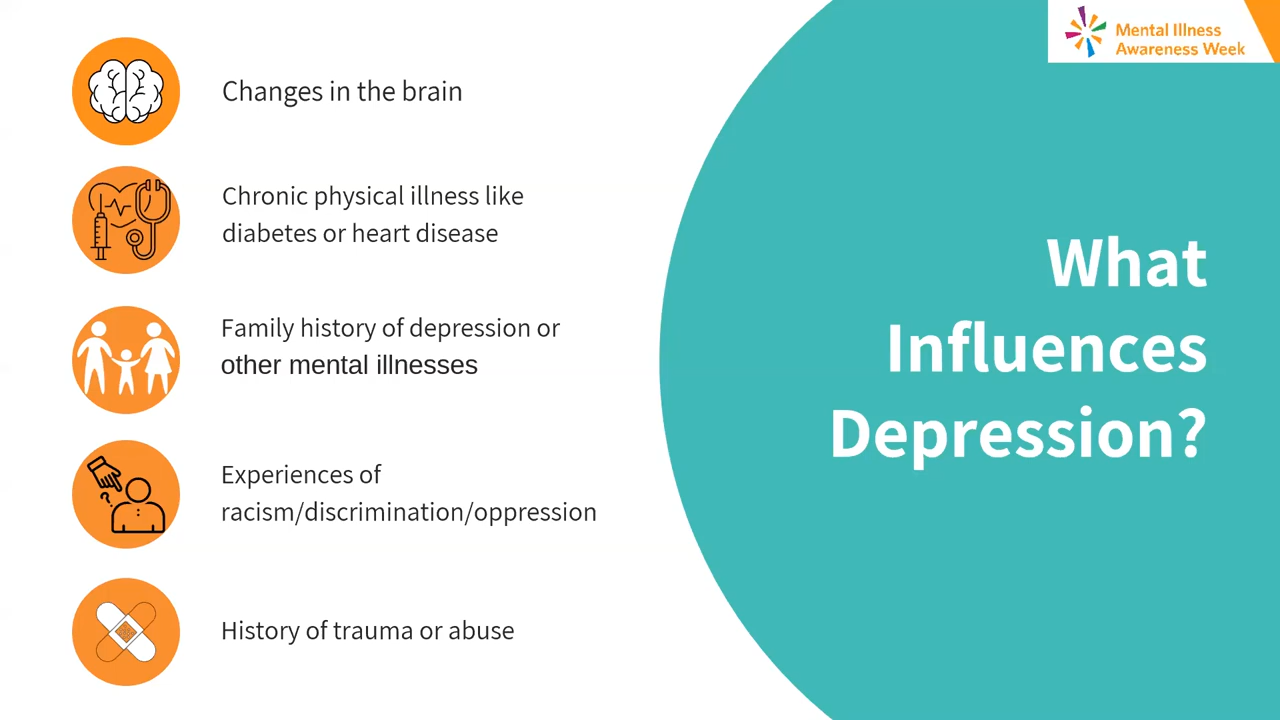 Mental Illness
Awareness Week
Changes in the brain
Chronic physical illness like
diabetes or heart disease
Family history of depression or
other mental illnesses
Experiences of
racism/discrimination/oppression
History of trauma or abuse
What
Influences
Depression?